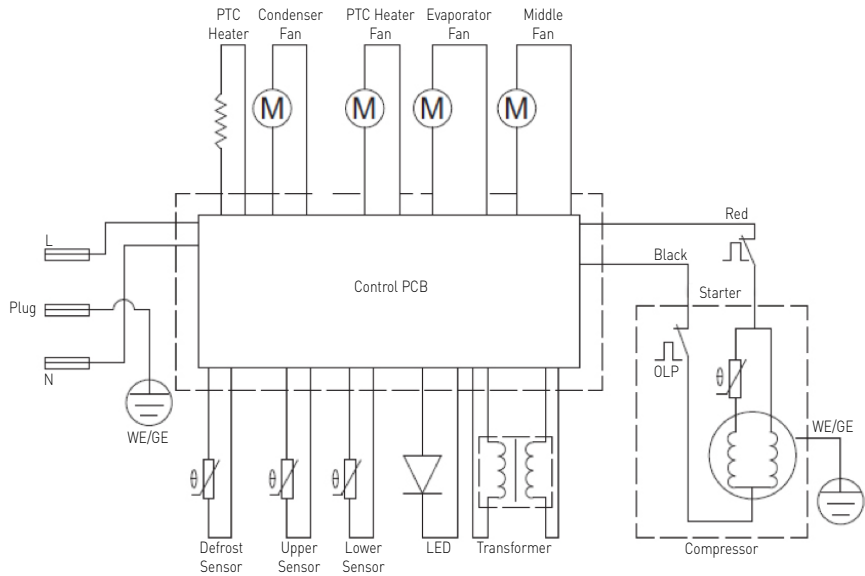 PTC
Heater
Condenser
Fan
PTC Heater
Fan
Evaporator
Fan
Middle
Fan
M
M
M
M
Red
L
Black
Control PCB
Starter
Plug
OLP
θ
N
WE/GE
WE/GE
θ
θ
θ
Defrost
Sensor
Upper
Sensor
Lower
Sensor
LED
Transformer
Compressor